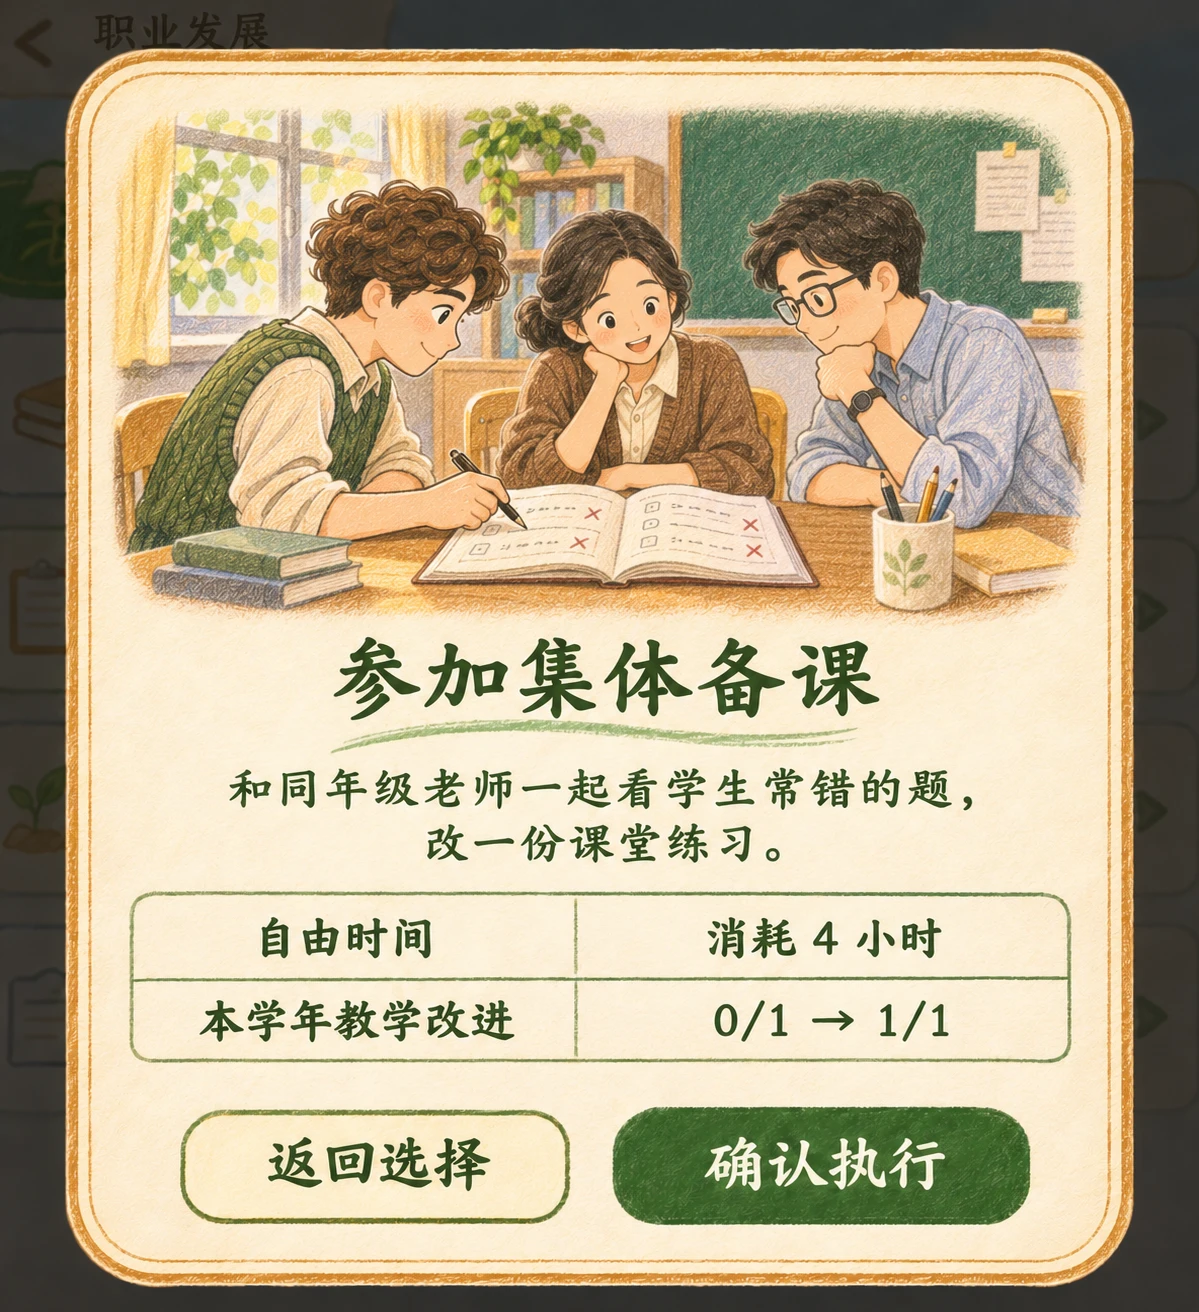 职业发展
参加集体备课
和同年级老师一起看学生常错的题，
改一份课堂练习。
自由时间 消耗 4 小时
本学年教学改进 0/1 → 1/1
返回选择 确认执行